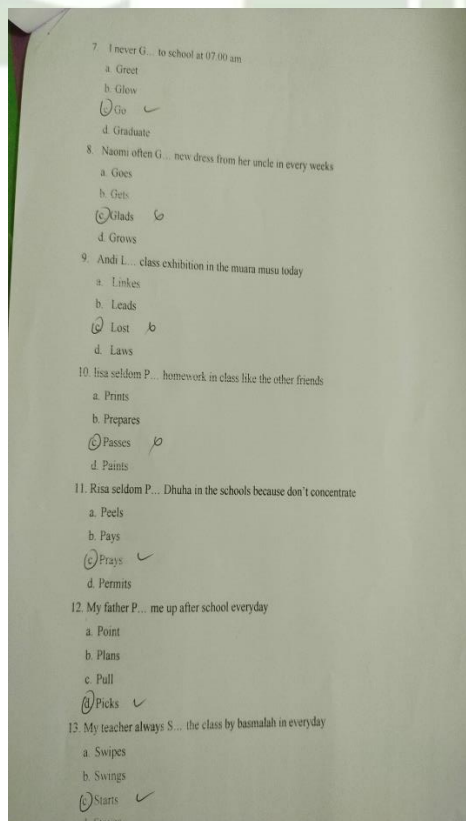 7. I never G... to school at 07.00 am
a. Greet
b. Glow
c. Go
d. Graduate
8. Naomi often G... new dress from her uncle in every weeks
a. Goes
b. Gets
c. Glads
d. Grows
9. Andi L... class exhibition in the muara musu today
a. Linkes
b. Leads
c. Lost
d. Laws
10. Iisa seldom P... homework in class like the other friends
a. Prints
b. Prepares
c. Passes
d. Paints
11. Risa seldom P... Dhuha in the schools because don't concentrate
a. Peels
b. Pays
c. Prays
d. Permits
12. My father P... me up after school everyday
a. Point
b. Plans
c. Pull
d. Picks
13. My teacher always S... the class by basmalah in everyday
a. Swipes
b. Swings
c. Starts